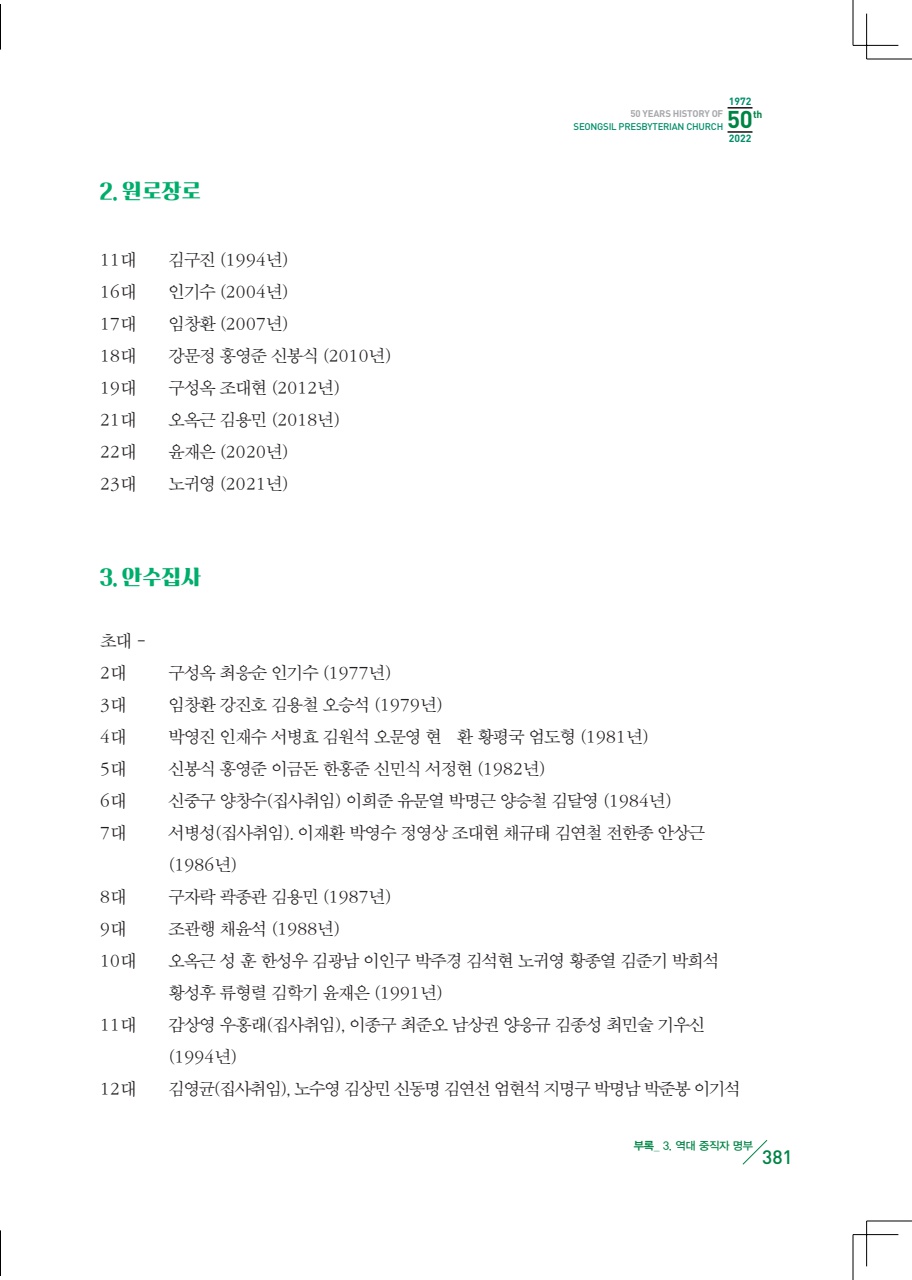 1972
50 YEARS HISTORY OF
SEONGSIL PRESBYTERIAN CHURCH
50th
2022
2. 원로장로
11대 김구진 (1994년)
16대 인기수 (2004년)
17대 임창환 (2007년)
18대 강문정 홍영준 신봉식 (2010년)
19대 구성옥 조대현 (2012년)
21대 오옥근 김용민 (2018년)
22대 윤재은 (2020년)
23대 노귀영 (2021년)
3. 안수집사
초대 -
2대 구성옥 최응순 인기수 (1977년)
3대 임창환 강진호 김용철 오승석 (1979년)
4대 박영진 인재수 서병효 김원석 오문영 현 환 황평국 엄도형 (1981년)
5대 신봉식 홍영준 이금돈 한홍준 신민식 서정현 (1982년)
6대 신중구 양창수(집사취임) 이희준 유문열 박명근 양승철 김달영 (1984년)
7대 서병성(집사취임). 이재환 박영수 정영상 조대현 채규태 김연철 전한종 안상근
(1986년)
8대 구자락 곽종관 김용민 (1987년)
9대 조관행 채윤석 (1988년)
10대 오옥근 성 훈 한성우 김광남 이인구 박주경 김석현 노귀영 황종열 김준기 박희석
황성후 류형렬 김학기 윤재은 (1991년)
11대 감상영 우홍래(집사취임), 이종구 최준오 남상권 양응규 김종성 최민술 기우신
(1994년)
12대 김영균(집사취임), 노수영 김상민 신동명 김연선 엄현석 지명구 박명남 박준봉 이기석
부록_ 3. 역대 중직자 명부
381